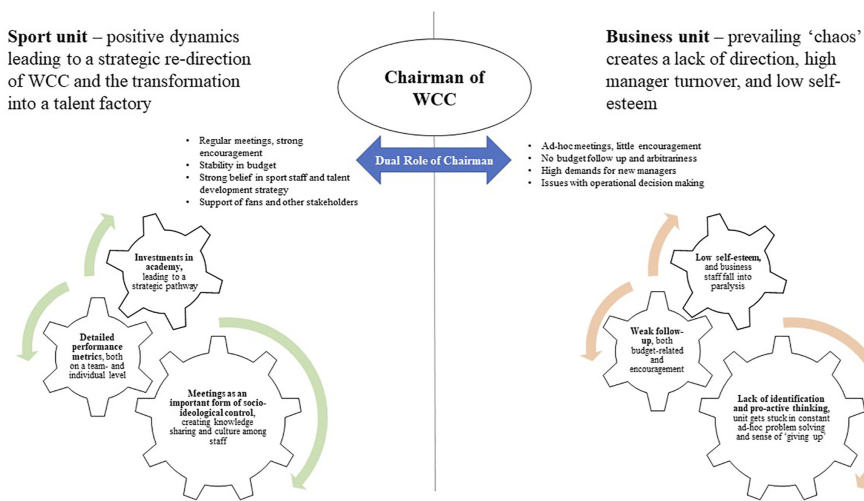 Sport unit – positive dynamics
leading to a strategic re-direction
of WCC and the transformation
into a talent factory
Chairman of
WCC
Business unit – prevailing ‘chaos’
creates a lack of direction, high
manager turnover, and low self-
esteem
• Regular meetings, strong
encouragement
• Stability in budget
• Strong belief in sport staff and talent
development strategy
• Support of fans and other stakeholders
Dual Role of Chairman
• Ad-hoc meetings, little encouragement
• No budget follow up and arbitrariness
• High demands for new managers
• Issues with operational decision making
Investments in
academy,
leading to a
strategic pathway
Detailed
performance
metrics, both
on a team- and
individual level
Meetings as an
important form of socio-
ideological control,
creating knowledge
sharing and culture among
staff
Low self-esteem,
and business
staff fall into
paralysis
Weak follow-
up, both
budget-related
and
encouragement
Lack of identification
and pro-active thinking,
unit gets stuck in constant
ad-hoc problem solving
and sense of ‘giving up’